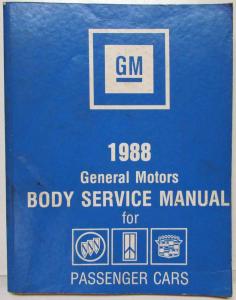 GM
1988
General Motors
BODY SERVICE MANUAL
for
PASSENGER CARS